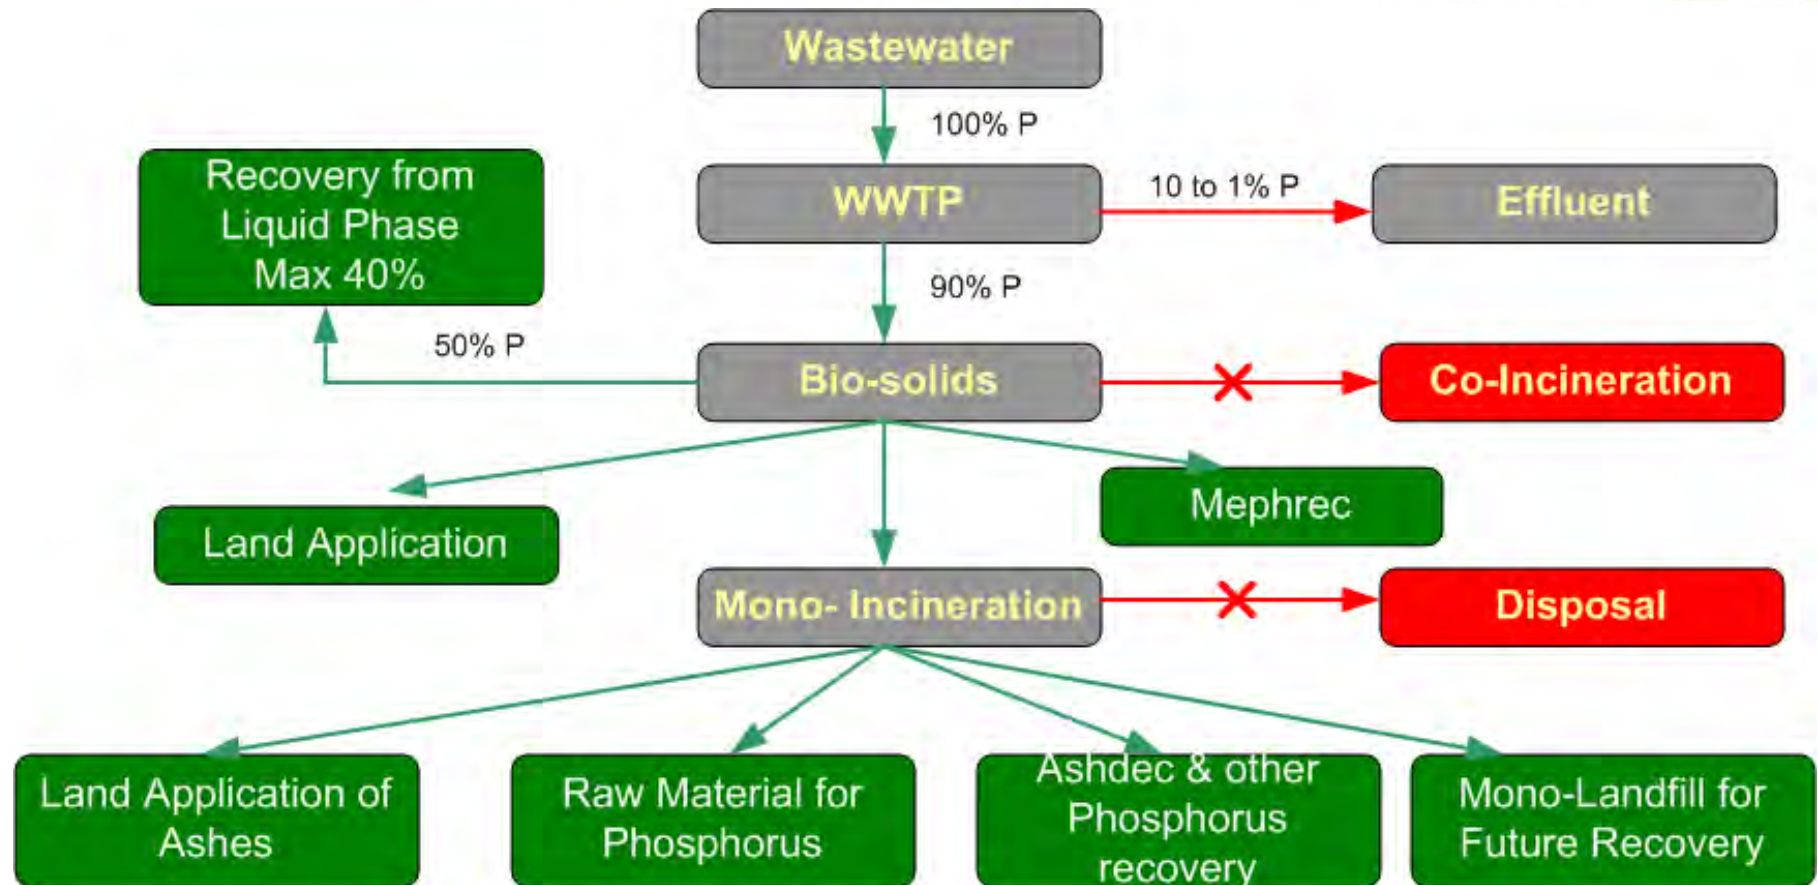 Wastewater
100% P
Recovery from
Liquid Phase
Max 40%
WWTP
10 to 1% P
Effluent
90% P
50% P
Bio-solids
Co-Incineration
Land Application
Mephrec
Mono- Incineration
Disposal
Land Application of
Ashes
Raw Material for
Phosphorus
Ashdec & other
Phosphorus
recovery
Mono-Landfill for
Future Recovery